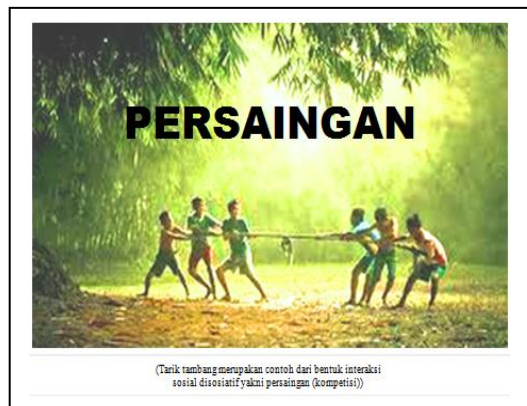 PERSAINGAN
(Tarik tambang merupakan contoh dari bentuk interaksi
sosial disosiatif yakni persaingan (kompetisi))